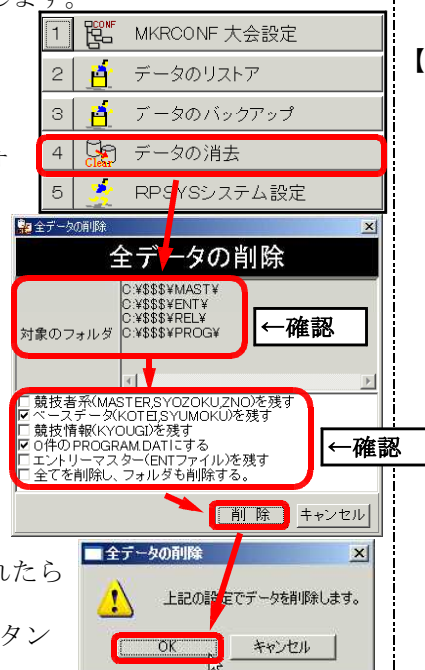 します。
CONF
1 MKRCONF 大会設定
2 データのリストア
【
3 データのバックアップ
4 Clear データの消去
5 RPSYSシステム設定
全データの削除
全データの削除
対象のフォルダ
C:¥$$$¥MAST¥
C:¥$$$¥ENT¥
C:¥$$$¥REL¥
C:¥$$$¥PROG¥
←確認
競技者系(MASTER,SYOZOKU,ZNO)を残す
ベースデータ(KOTEI,SYUMOKU)を残す
競技情報(KYOUGI)を残す
0件のPROGRAM.DATにする
エントリーマスター(ENTファイル)を残す
全てを削除し、フォルダも削除する。
←確認
削 除
キャンセル
れたら
全データの削除
上記の設定でデータを削除します。
タン
OK
キャンセル